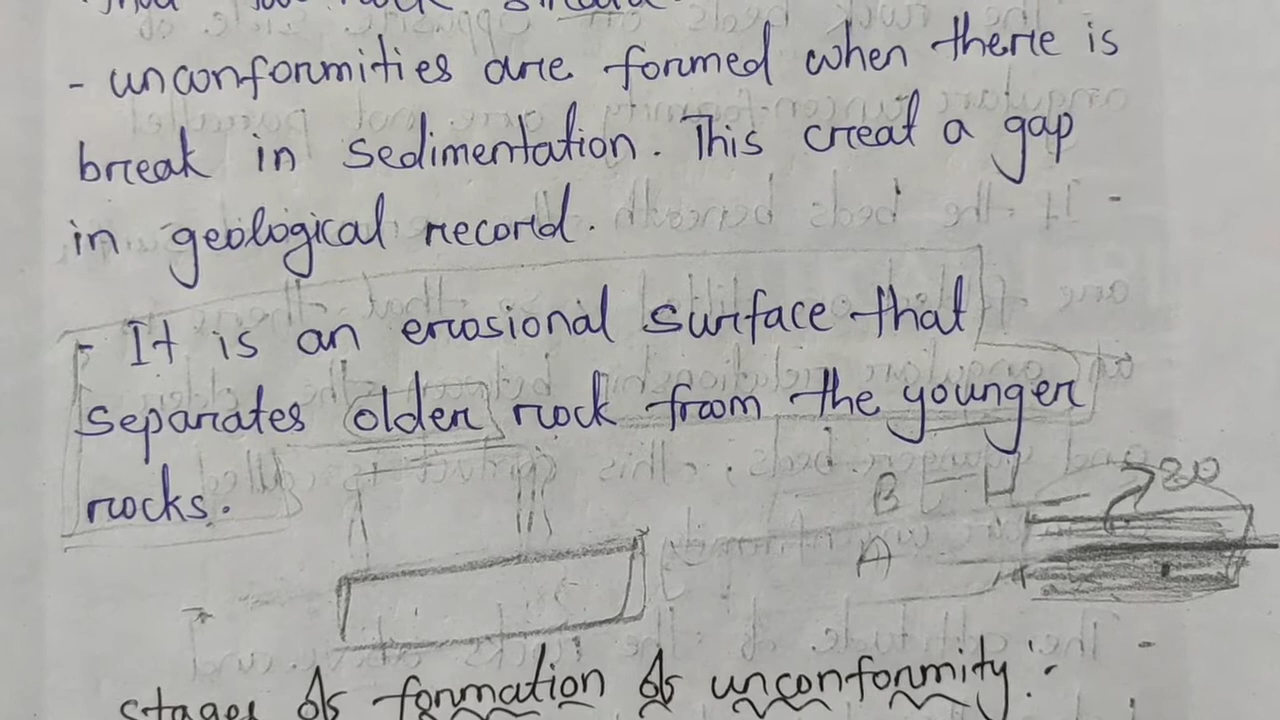 - unconformities are formed when there is
break in sedimentation. This creat a gap
in geological record.
- It is an erosional surface that
separates older rock from the younger
rocks.
B
80
A
stages of formation of unconformity :-